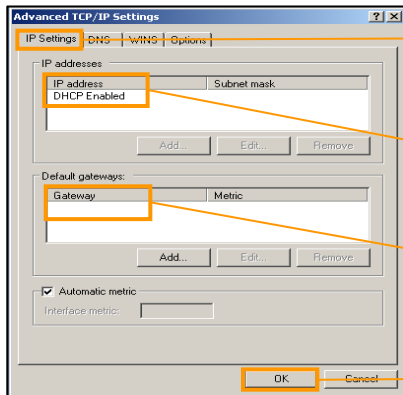 Advanced TCP/IP Settings
IP Settings DNS WINS Options
IP addresses
IP address Subnet mask
DHCP Enabled
Add... Edit... Remove
Default gateways:
Gateway Metric
Add... Edit... Remove
Automatic metric
Interface metric:
OK Cancel